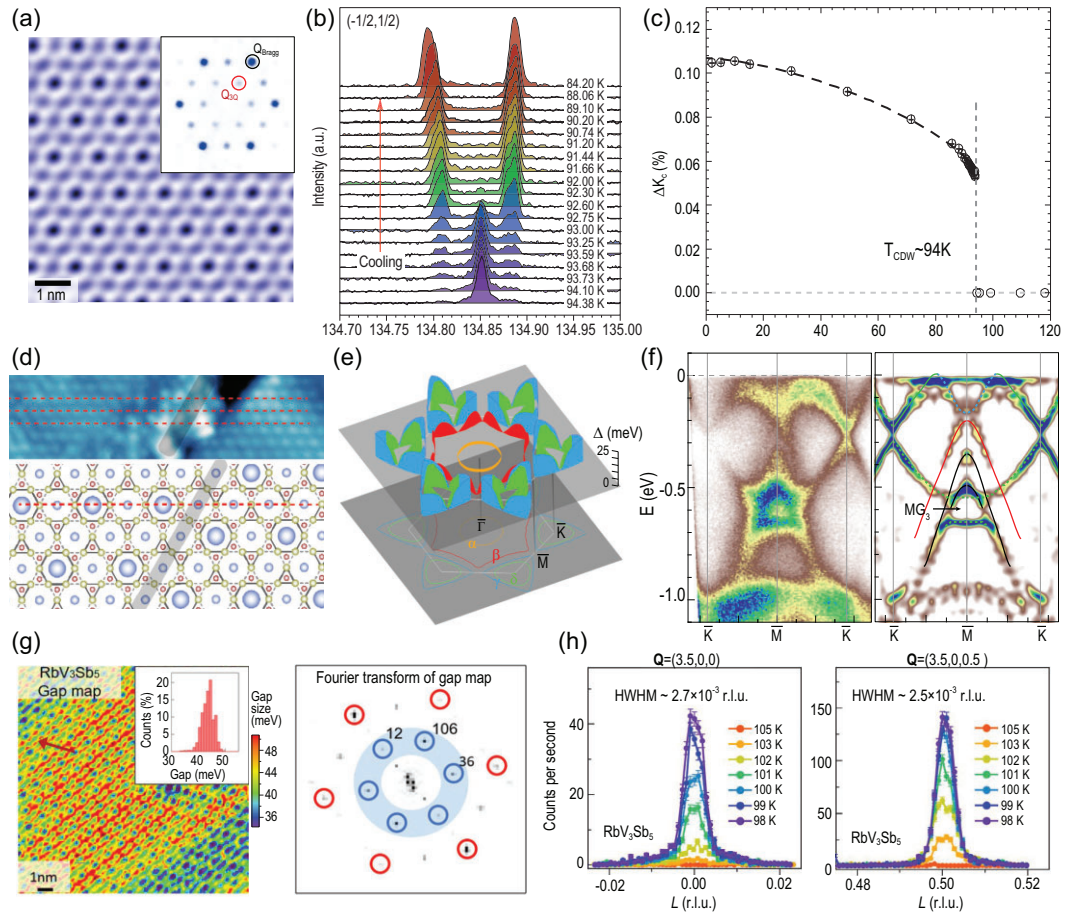 (a)
Q_Bragg
Q_3Q
1 nm
(b)
(-1/2,1/2)
Intensity (a.u.)
Cooling
84.20 K
88.06 K
89.10 K
90.20 K
90.74 K
91.20 K
91.44 K
91.66 K
92.00 K
92.30 K
92.60 K
92.75 K
93.00 K
93.25 K
93.59 K
93.68 K
93.73 K
94.10 K
94.38 K
134.70 134.75 134.80 134.85 134.90 134.95 135.00
(c)
ΔK_c (%)
0.10
0.08
0.06
0.04
0.02
0.00
T_CDW~94K
0 20 40 60 80 100 120
(d)
(e)
Δ (meV)
25
0
Γ̅
K̅
M̅
α
β
γ
(f)
E (eV)
0
-0.5
-1.0
MG_3
K̅ M̅ K̅
K̅ M̅ K̅
(g)
RbV_3Sb_5
Gap map
Counts (%)
20
15
10
5
0
30 40 50 60
Gap (meV)
Gap
size
(meV)
48
44
40
36
1nm
Fourier transform of gap map
12
106
36
(h)
Q=(3.5,0,0)
HWHM ~ 2.7×10⁻³ r.l.u.
Counts per second
40
20
0
105 K
103 K
102 K
101 K
100 K
99 K
98 K
RbV_3Sb_5
-0.02 0.00 0.02
L (r.l.u.)
Q=(3.5,0,0.5 )
HWHM ~ 2.5×10⁻³ r.l.u.
150
100
50
0
105 K
103 K
102 K
101 K
100 K
99 K
98 K
RbV_3Sb_5
0.48 0.50 0.52
L (r.l.u.)